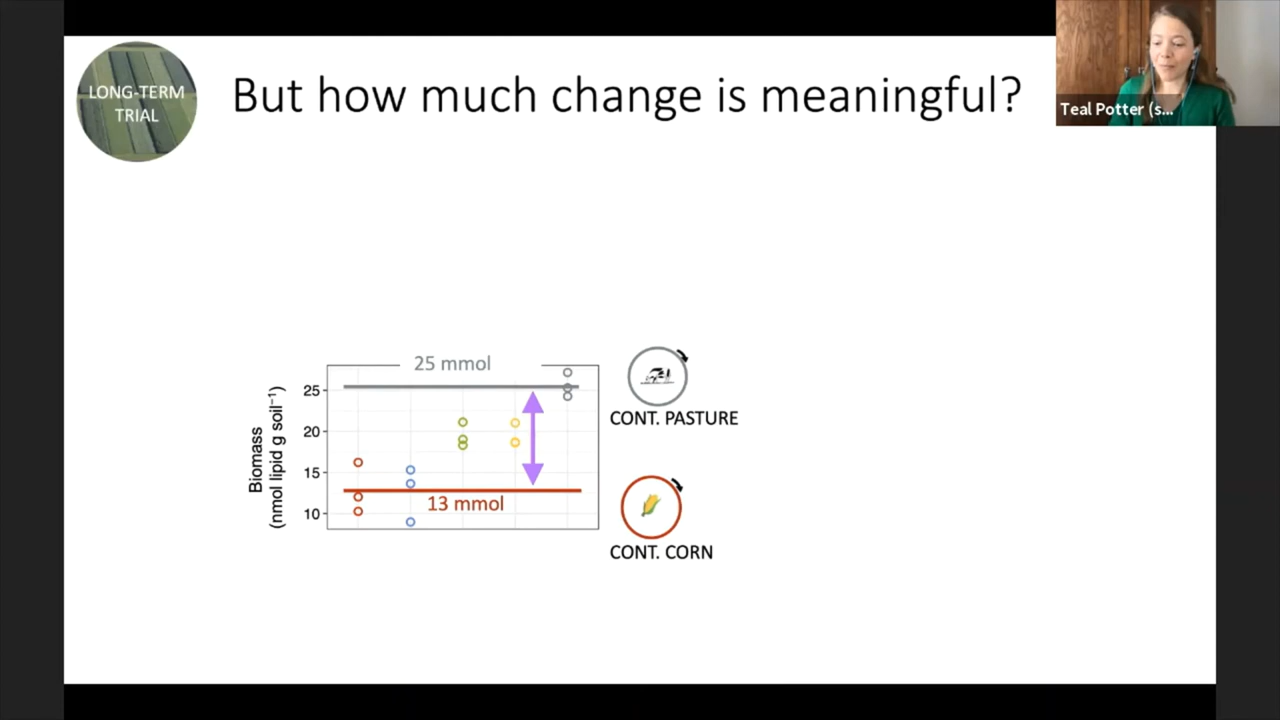 LONG-TERM
TRIAL
But how much change is meaningful?
Teal Potter (s...
25 mmol
25
20
15
10
Biomass
(nmol lipid g soil⁻¹)
13 mmol
CONT. PASTURE
CONT. CORN